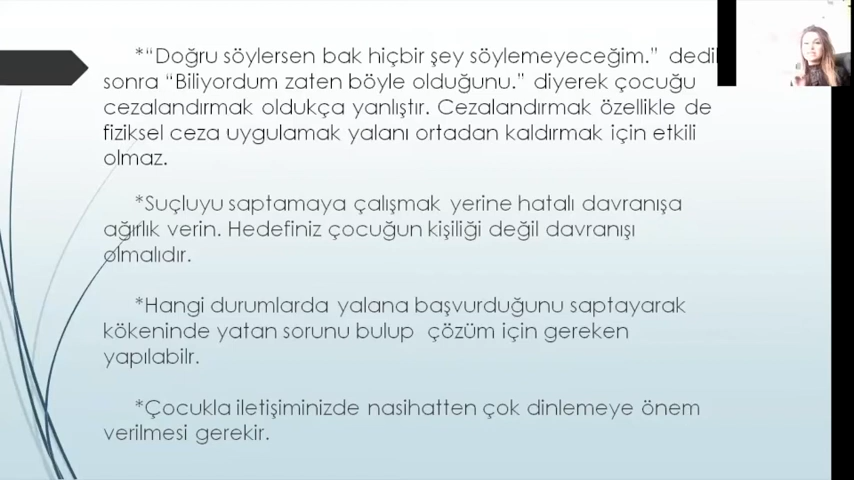 *“Doğru söylersen bak hiçbir şey söylemeyeceğim.” dedi
sonra “Biliyordum zaten böyle olduğunu.” diyerek çocuğu
cezalandırmak oldukça yanlıştır. Cezalandırmak özellikle de
fiziksel ceza uygulamak yalanı ortadan kaldırmak için etkili
olmaz.
*Suçluyu saptamaya çalışmak yerine hatalı davranışa
ağırlık verin. Hedefiniz çocuğun kişiliği değil davranışı
olmalıdır.
*Hangi durumlarda yalana başvurduğunu saptayarak
kökeninde yatan sorunu bulup çözüm için gereken
yapılabilr.
*Çocukla iletişiminizde nasihatten çok dinlemeye önem
verilmesi gerekir.